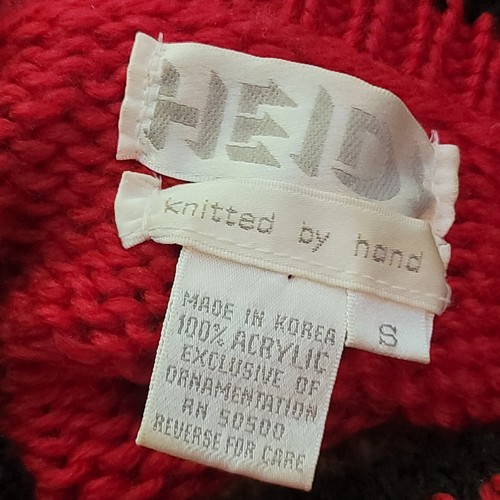 HEIDI
knitted by hand
S
MADE IN KOREA
100% ACRYLIC
EXCLUSIVE OF
ORNAMENTATION
RN 50500
REVERSE FOR CARE